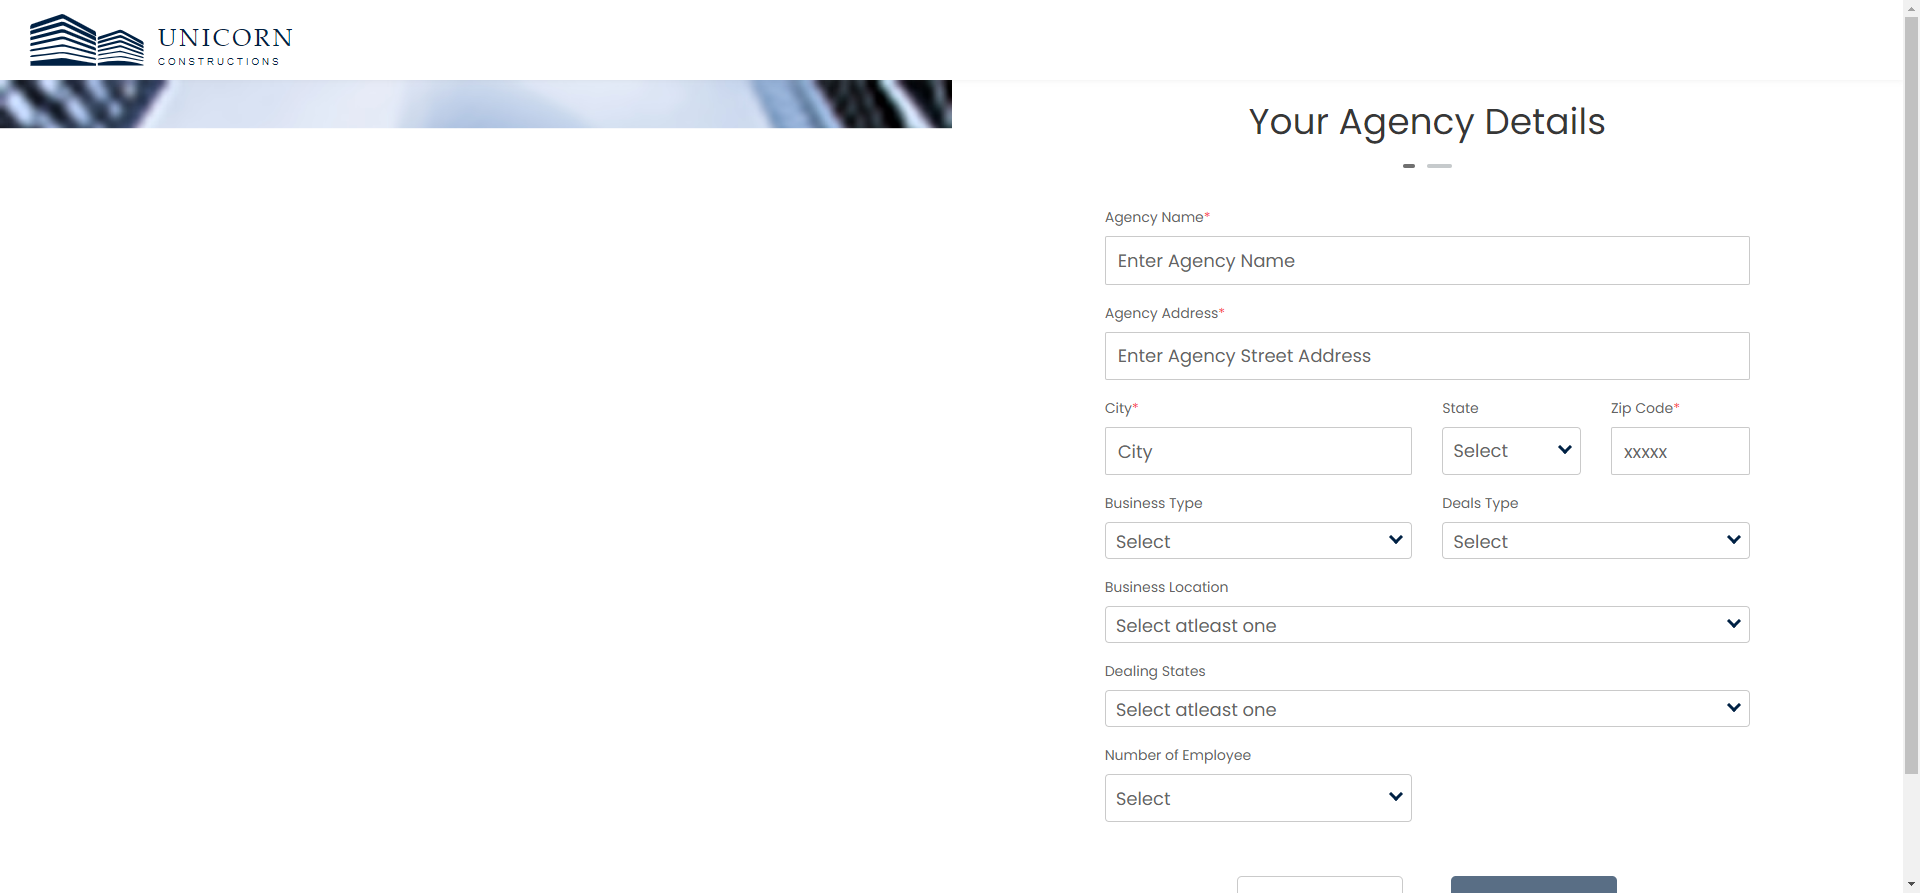 UNICORN
CONSTRUCTIONS
Your Agency Details
Agency Name*
Enter Agency Name
Agency Address*
Enter Agency Street Address
City* State Zip Code*
City Select xxxxx
Business Type Deals Type
Select Select
Business Location
Select atleast one
Dealing States
Select atleast one
Number of Employee
Select